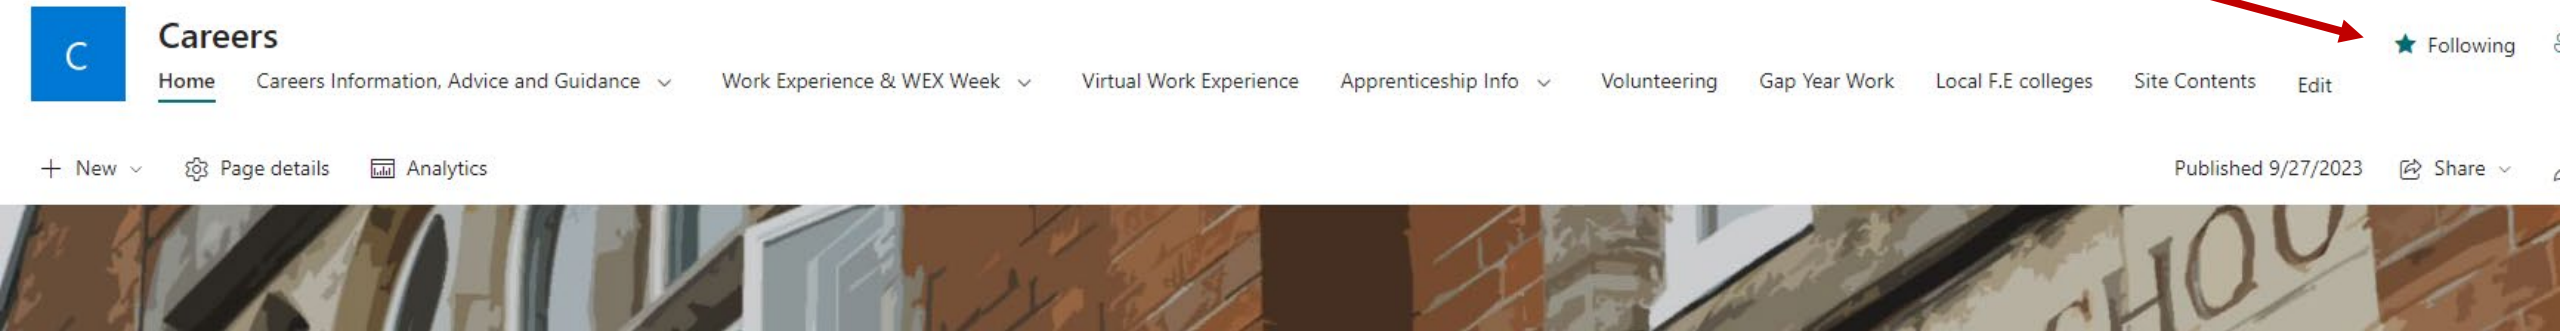 C
Careers
Following
Home Careers Information, Advice and Guidance Work Experience & WEX Week Virtual Work Experience Apprenticeship Info Volunteering Gap Year Work Local F.E colleges Site Contents Edit
+ New Page details Analytics Published 9/27/2023 Share